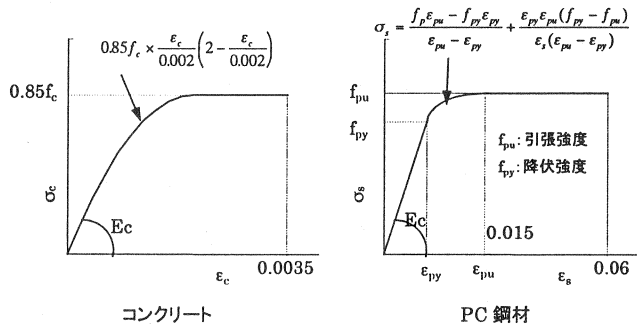 0.85f_c × ε_c/0.002 (2 − ε_c/0.002)
0.85f_c
σ_c
Ec
ε_c
0.0035
コンクリート
σ_s = (f_p ε_pu − f_py ε_py)/(ε_pu − ε_py) + ε_py ε_pu (f_py − f_pu)/(ε_s (ε_pu − ε_py))
f_pu
f_py
f_pu: 引張強度
f_py: 降伏強度
σ_s
Ec
0.015
ε_py
ε_pu
ε_s
0.06
PC 鋼材